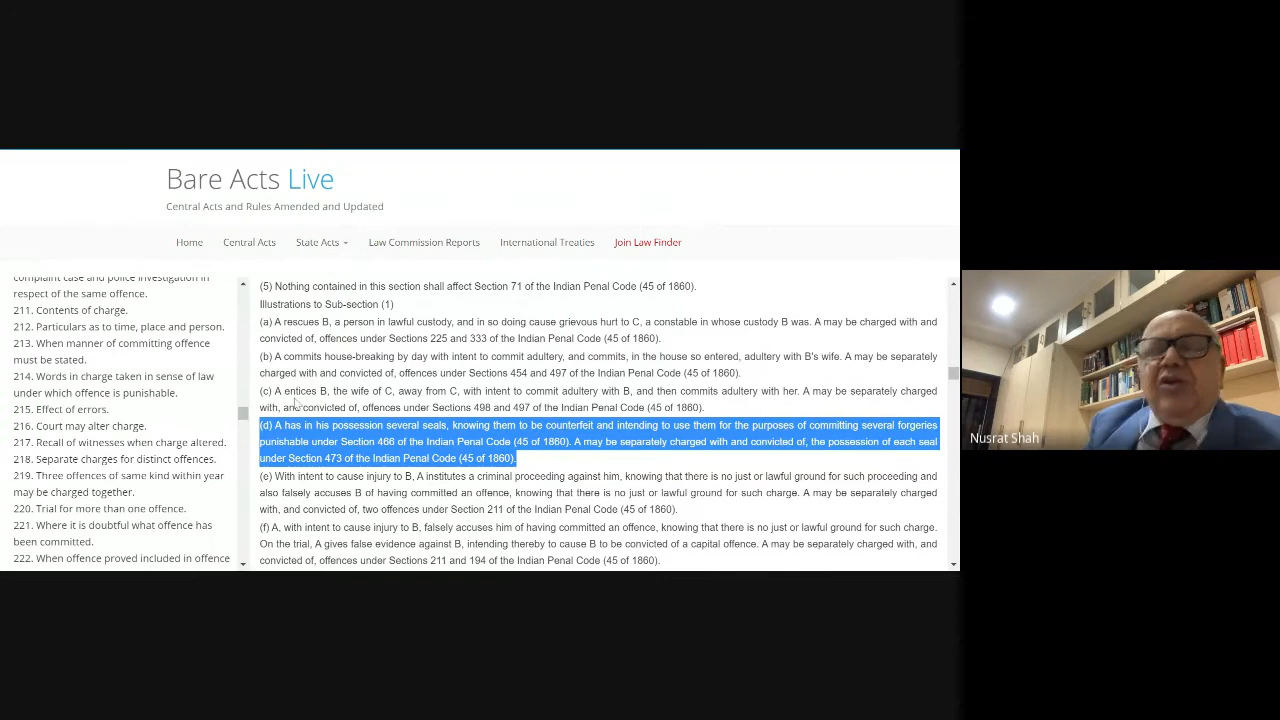 Bare Acts Live
Central Acts and Rules Amended and Updated
Home Central Acts State Acts Law Commission Reports International Treaties Join Law Finder
complaint case and police investigation in
respect of the same offence.
211. Contents of charge.
212. Particulars as to time, place and person.
213. When manner of committing offence
must be stated.
214. Words in charge taken in sense of law
under which offence is punishable.
215. Effect of errors.
216. Court may alter charge.
217. Recall of witnesses when charge altered.
218. Separate charges for distinct offences.
219. Three offences of same kind within year
may be charged together.
220. Trial for more than one offence.
221. Where it is doubtful what offence has
been committed.
222. When offence proved included in offence
(5) Nothing contained in this section shall affect Section 71 of the Indian Penal Code (45 of 1860).
Illustrations to Sub-section (1)
(a) A rescues B, a person in lawful custody, and in so doing cause grievous hurt to C, a constable in whose custody B was. A may be charged with and
convicted of, offences under Sections 225 and 333 of the Indian Penal Code (45 of 1860).
(b) A commits house-breaking by day with intent to commit adultery, and commits, in the house so entered, adultery with B's wife. A may be separately
charged with and convicted of, offences under Sections 454 and 497 of the Indian Penal Code (45 of 1860).
(c) A entices B, the wife of C, away from C, with intent to commit adultery with B, and then commits adultery with her. A may be separately charged
with, and convicted of, offences under Sections 498 and 497 of the Indian Penal Code (45 of 1860).
(d) A has in his possession several seals, knowing them to be counterfeit and intending to use them for the purposes of committing several forgeries
punishable under Section 466 of the Indian Penal Code (45 of 1860). A may be separately charged with and convicted of, the possession of each seal
under Section 473 of the Indian Penal Code (45 of 1860).
(e) With intent to cause injury to B, A institutes a criminal proceeding against him, knowing that there is no just or lawful ground for such proceeding and
also falsely accuses B of having committed an offence, knowing that there is no just or lawful ground for such charge. A may be separately charged
with, and convicted of, two offences under Section 211 of the Indian Penal Code (45 of 1860).
(f) A, with intent to cause injury to B, falsely accuses him of having committed an offence, knowing that there is no just or lawful ground for such charge.
On the trial, A gives false evidence against B, intending thereby to cause B to be convicted of a capital offence. A may be separately charged with, and
convicted of, offences under Sections 211 and 194 of the Indian Penal Code (45 of 1860).
Nusrat Shah